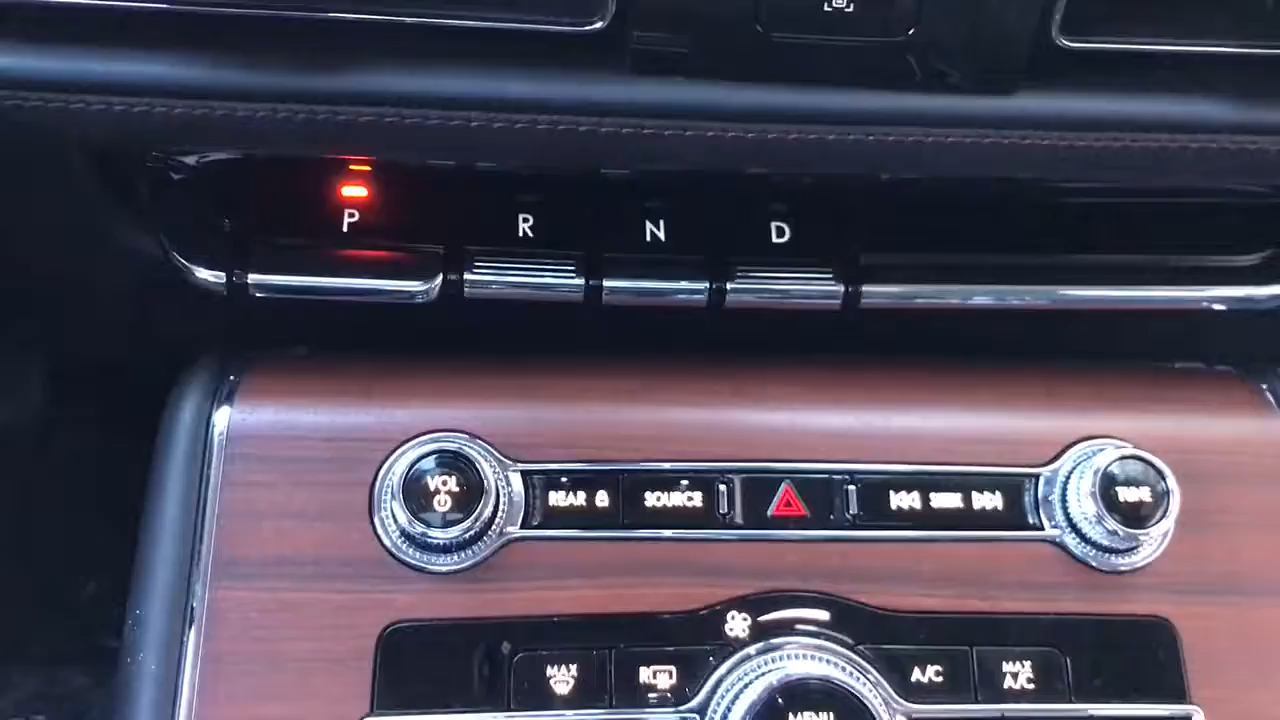 P R N D
VOL REAR SOURCE SEEK TUNE
MAX R A/C MAX A/C
MENU